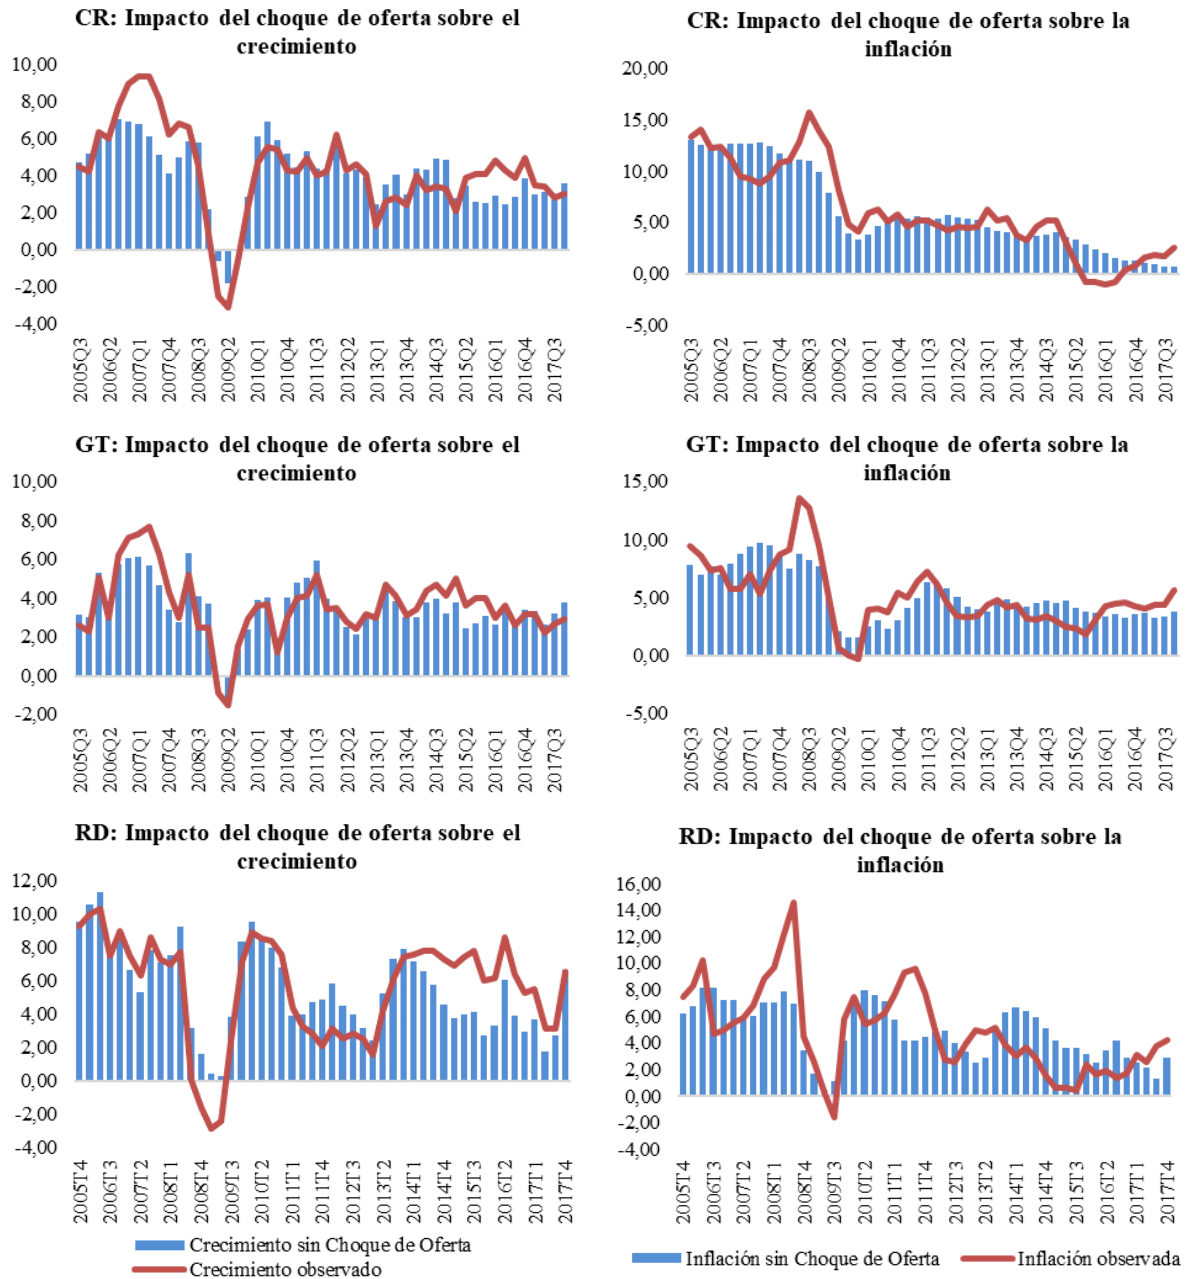 CR: Impacto del choque de oferta sobre el
crecimiento
10,00
8,00
6,00
4,00
2,00
0,00
-2,00
-4,00
2005Q3
2006Q2
2007Q1
2007Q4
2008Q3
2009Q2
2010Q1
2010Q4
2011Q3
2012Q2
2013Q1
2013Q4
2014Q3
2015Q2
2016Q1
2016Q4
2017Q3
CR: Impacto del choque de oferta sobre la
inflación
20,00
15,00
10,00
5,00
0,00
-5,00
2005Q3
2006Q2
2007Q1
2007Q4
2008Q3
2009Q2
2010Q1
2010Q4
2011Q3
2012Q2
2013Q1
2013Q4
2014Q3
2015Q2
2016Q1
2016Q4
2017Q3
GT: Impacto del choque de oferta sobre el
crecimiento
10,00
8,00
6,00
4,00
2,00
0,00
-2,00
2005Q3
2006Q2
2007Q1
2007Q4
2008Q3
2009Q2
2010Q1
2010Q4
2011Q3
2012Q2
2013Q1
2013Q4
2014Q3
2015Q2
2016Q1
2016Q4
2017Q3
GT: Impacto del choque de oferta sobre la
inflación
15,00
10,00
5,00
0,00
-5,00
2005Q3
2006Q2
2007Q1
2007Q4
2008Q3
2009Q2
2010Q1
2010Q4
2011Q3
2012Q2
2013Q1
2013Q4
2014Q3
2015Q2
2016Q1
2016Q4
2017Q3
RD: Impacto del choque de oferta sobre el
crecimiento
12,00
10,00
8,00
6,00
4,00
2,00
0,00
-2,00
-4,00
2005T4
2006T3
2007T2
2008T1
2008T4
2009T3
2010T2
2011T1
2011T4
2012T3
2013T2
2014T1
2014T4
2015T3
2016T2
2017T1
2017T4
Crecimiento sin Choque de Oferta
Crecimiento observado
RD: Impacto del choque de oferta sobre la
inflación
16,00
14,00
12,00
10,00
8,00
6,00
4,00
2,00
0,00
-2,00
-4,00
2005T4
2006T3
2007T2
2008T1
2008T4
2009T3
2010T2
2011T1
2011T4
2012T3
2013T2
2014T1
2014T4
2015T3
2016T2
2017T1
2017T4
Inflación sin Choque de Oferta
Inflación observada